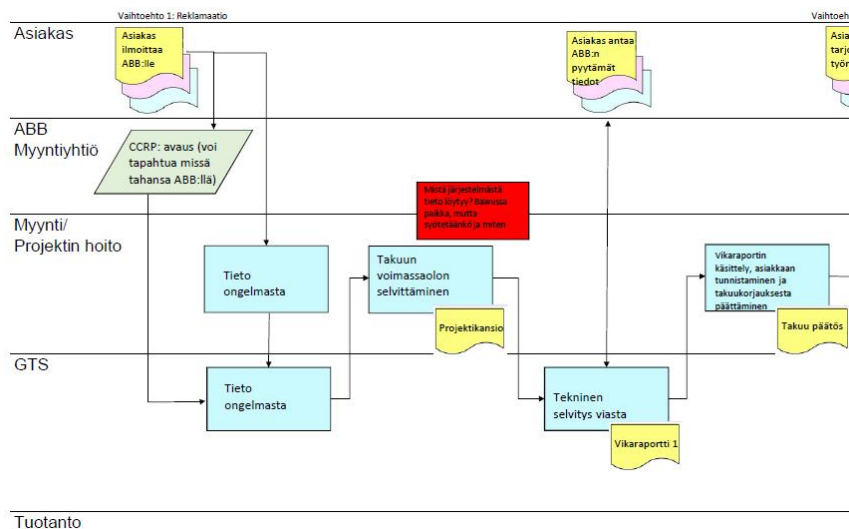 Vaihtoehto 1: Reklamaatio
Vaihtoeh
Asiakas
Asiakas
ilmoittaa
ABB:lle
Asiakas antaa
ABB:n
pyytämät
tiedot
Asia
tarjo
työn
ABB
Myyntiyhtiö
CCRP: avaus (voi
tapahtua missä
tahansa ABB:llä)
Mistä järjestelmästä
tieto löytyy? Baanussa
paikka, mutta
syötetäänkö ja miten
Myynti/
Projektin hoito
Tieto
ongelmasta
Takuun
voimassaolon
selvittäminen
Projektikansio
Vikaraportin
käsittely, asiakkaan
tunnistaminen ja
takuukorjauksesta
päättäminen
Takuu päätös
GTS
Tieto
ongelmasta
Tekninen
selvitys viasta
Vikaraportti 1
Tuotanto